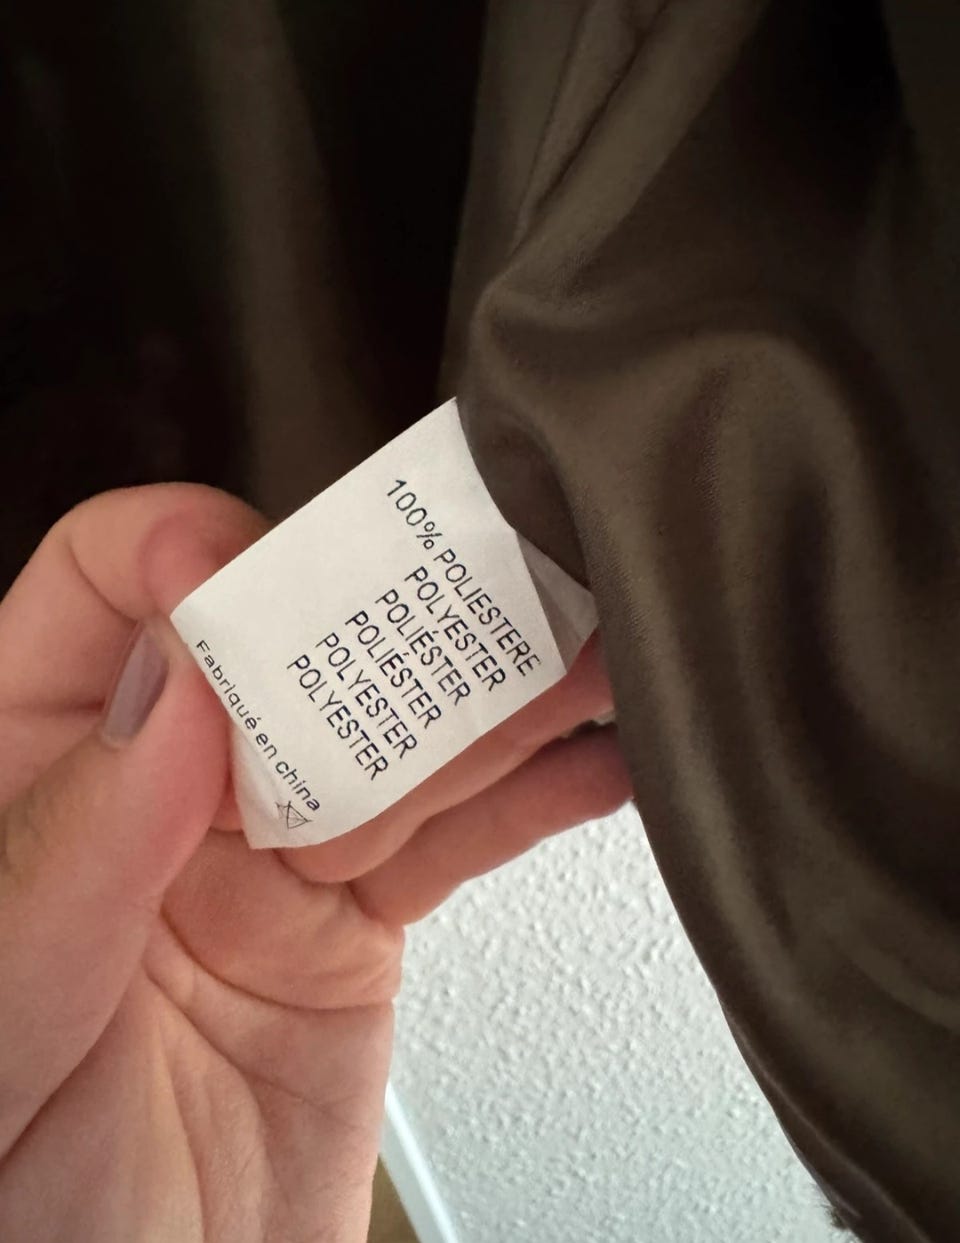 100% POLIESTERE
POLYESTER
POLIÉSTER
POLIÉSTER
POLYESTER
POLYESTER
Fabriqué en china